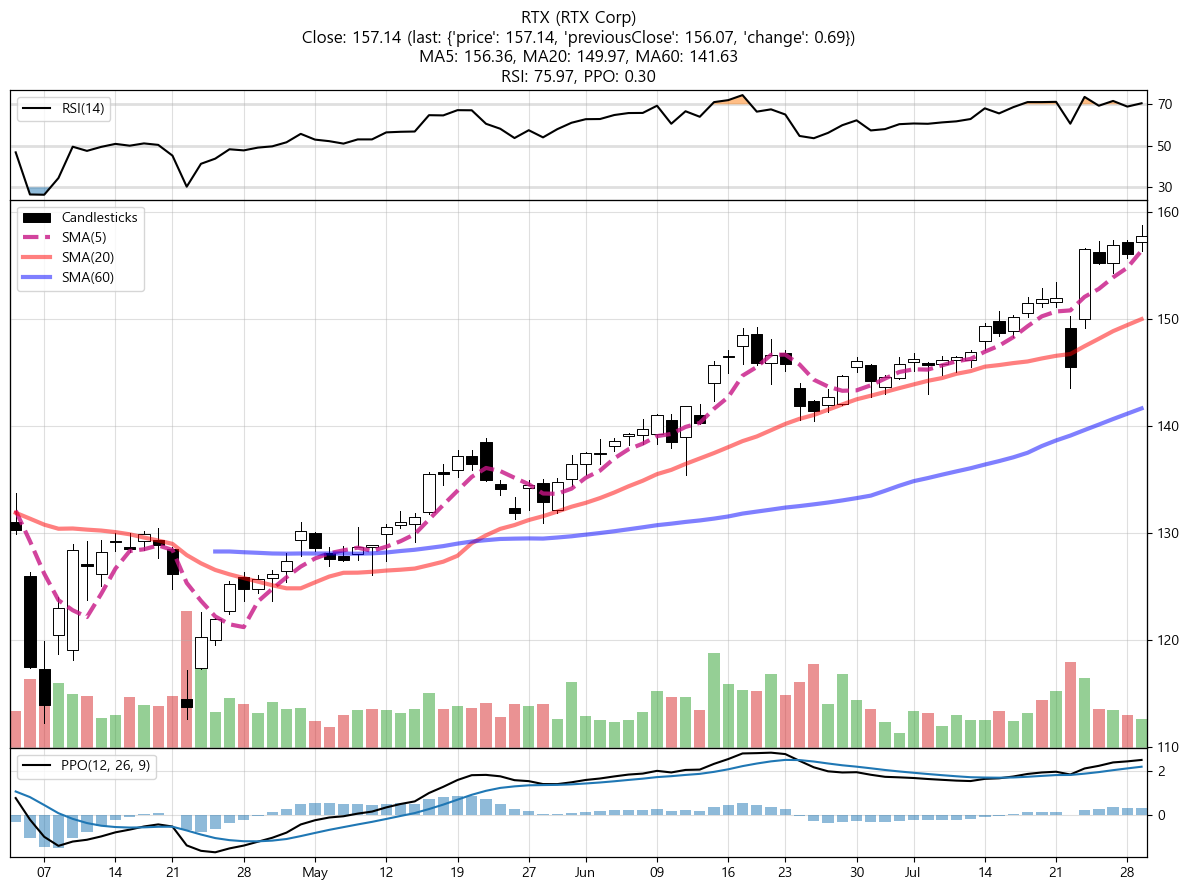 RTX (RTX Corp)
Close: 157.14 (last: {'price': 157.14, 'previousClose': 156.07, 'change': 0.69})
MA5: 156.36, MA20: 149.97, MA60: 141.63
RSI: 75.97, PPO: 0.30
RSI(14)
70
50
30
Candlesticks
SMA(5)
SMA(20)
SMA(60)
160
150
140
130
120
110
PPO(12, 26, 9)
2
0
07 14 21 28 May 12 19 27 Jun 09 16 23 30 Jul 14 21 28